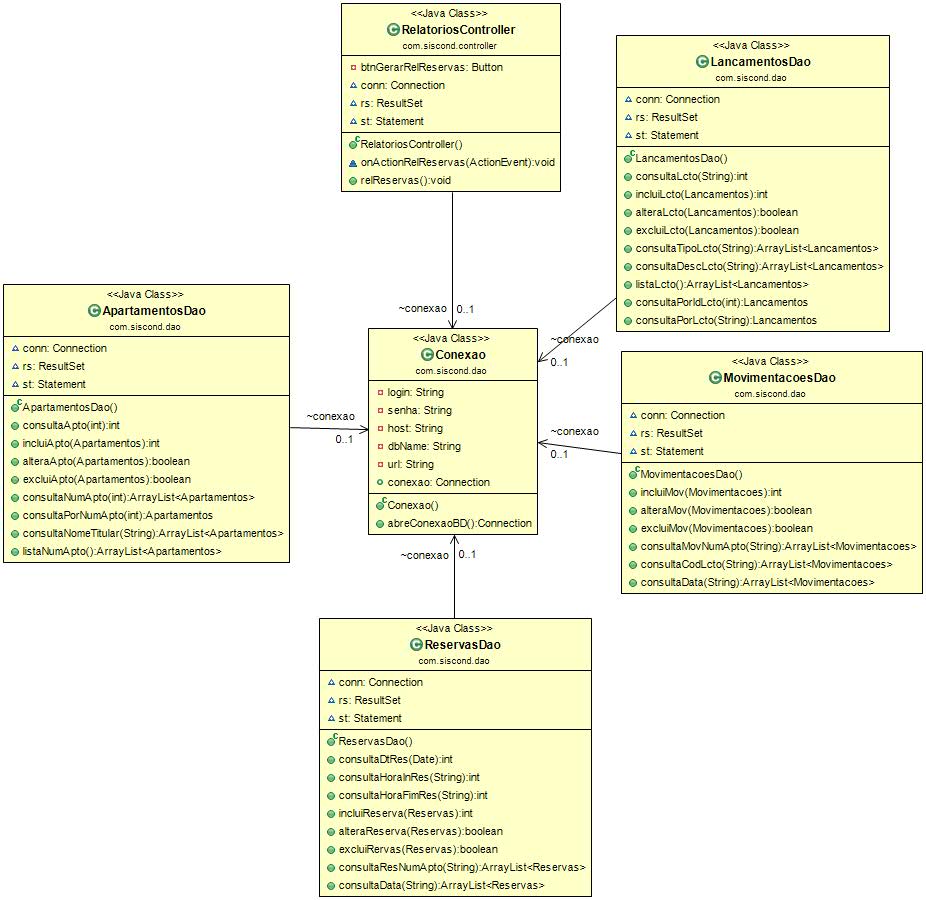 <<Java Class>>
RelatoriosController
com.siscond.controller
btnGerarRelReservas: Button
conn: Connection
rs: ResultSet
st: Statement
RelatoriosController()
onActionRelReservas(ActionEvent):void
relReservas():void
<<Java Class>>
LancamentosDao
com.siscond.dao
conn: Connection
rs: ResultSet
st: Statement
LancamentosDao()
consultaLcto(String):int
incluiLcto(Lancamentos):int
alteraLcto(Lancamentos):boolean
excluiLcto(Lancamentos):boolean
consultaTipoLcto(String):ArrayList<Lancamentos>
consultaDescLcto(String):ArrayList<Lancamentos>
listaLcto():ArrayList<Lancamentos>
consultaPorIdLcto(int):Lancamentos
consultaPorLcto(String):Lancamentos
<<Java Class>>
ApartamentosDao
com.siscond.dao
conn: Connection
rs: ResultSet
st: Statement
ApartamentosDao()
consultaApto(int):int
incluiApto(Apartamentos):int
alteraApto(Apartamentos):boolean
excluiApto(Apartamentos):boolean
consultaNumApto(int):ArrayList<Apartamentos>
consultaPorNumApto(int):Apartamentos
consultaNomeTitular(String):ArrayList<Apartamentos>
listaNumApto():ArrayList<Apartamentos>
~conexao
0..1
~conexao
0..1
~conexao
0..1
~conexao
0..1
<<Java Class>>
Conexao
com.siscond.dao
login: String
senha: String
host: String
dbName: String
url: String
conexao: Connection
Conexao()
abreConexaoBD():Connection
~conexao
0..1
<<Java Class>>
MovimentacoesDao
com.siscond.dao
conn: Connection
rs: ResultSet
st: Statement
MovimentacoesDao()
incluiMov(Movimentacoes):int
alteraMov(Movimentacoes):boolean
excluiMov(Movimentacoes):boolean
consultaMovNumApto(String):ArrayList<Movimentacoes>
consultaCodLcto(String):ArrayList<Movimentacoes>
consultaData(String):ArrayList<Movimentacoes>
<<Java Class>>
ReservasDao
com.siscond.dao
conn: Connection
rs: ResultSet
st: Statement
ReservasDao()
consultaDtRes(Date):int
consultaHoraInRes(String):int
consultaHoraFimRes(String):int
incluiReserva(Reservas):int
alteraReserva(Reservas):boolean
excluiRervas(Reservas):boolean
consultaResNumApto(String):ArrayList<Reservas>
consultaData(String):ArrayList<Reservas>